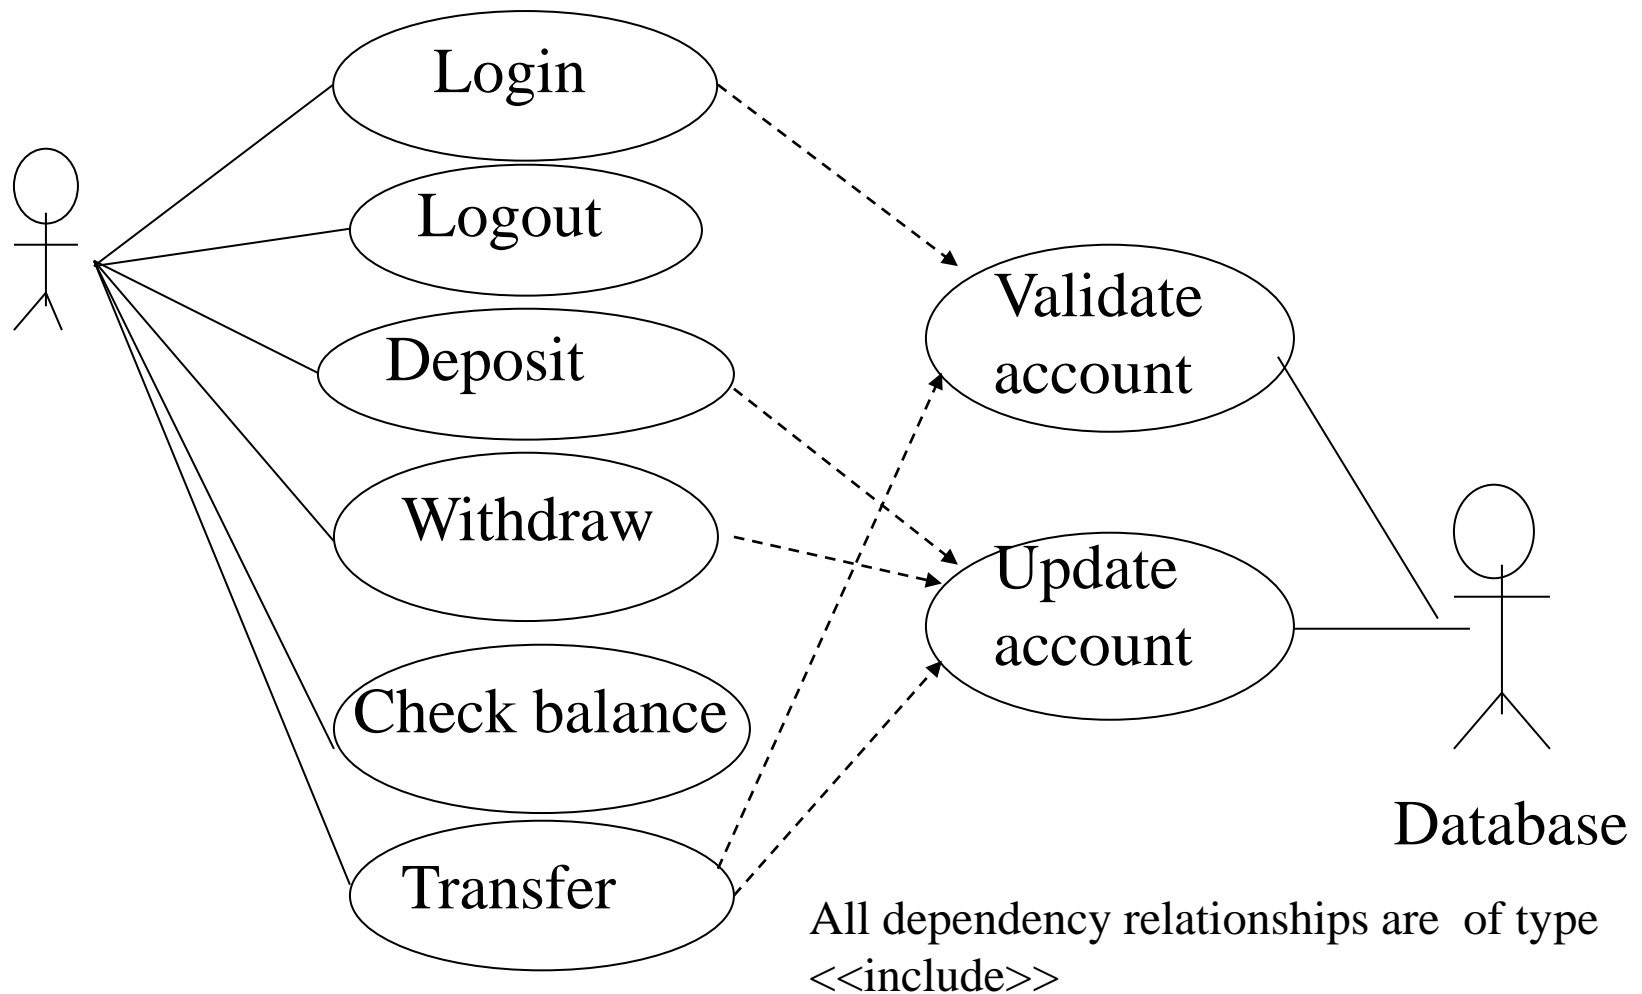 Login
Logout
Deposit
Withdraw
Check balance
Transfer
Validate
account
Update
account
Database
All dependency relationships are  of type
<<include>>